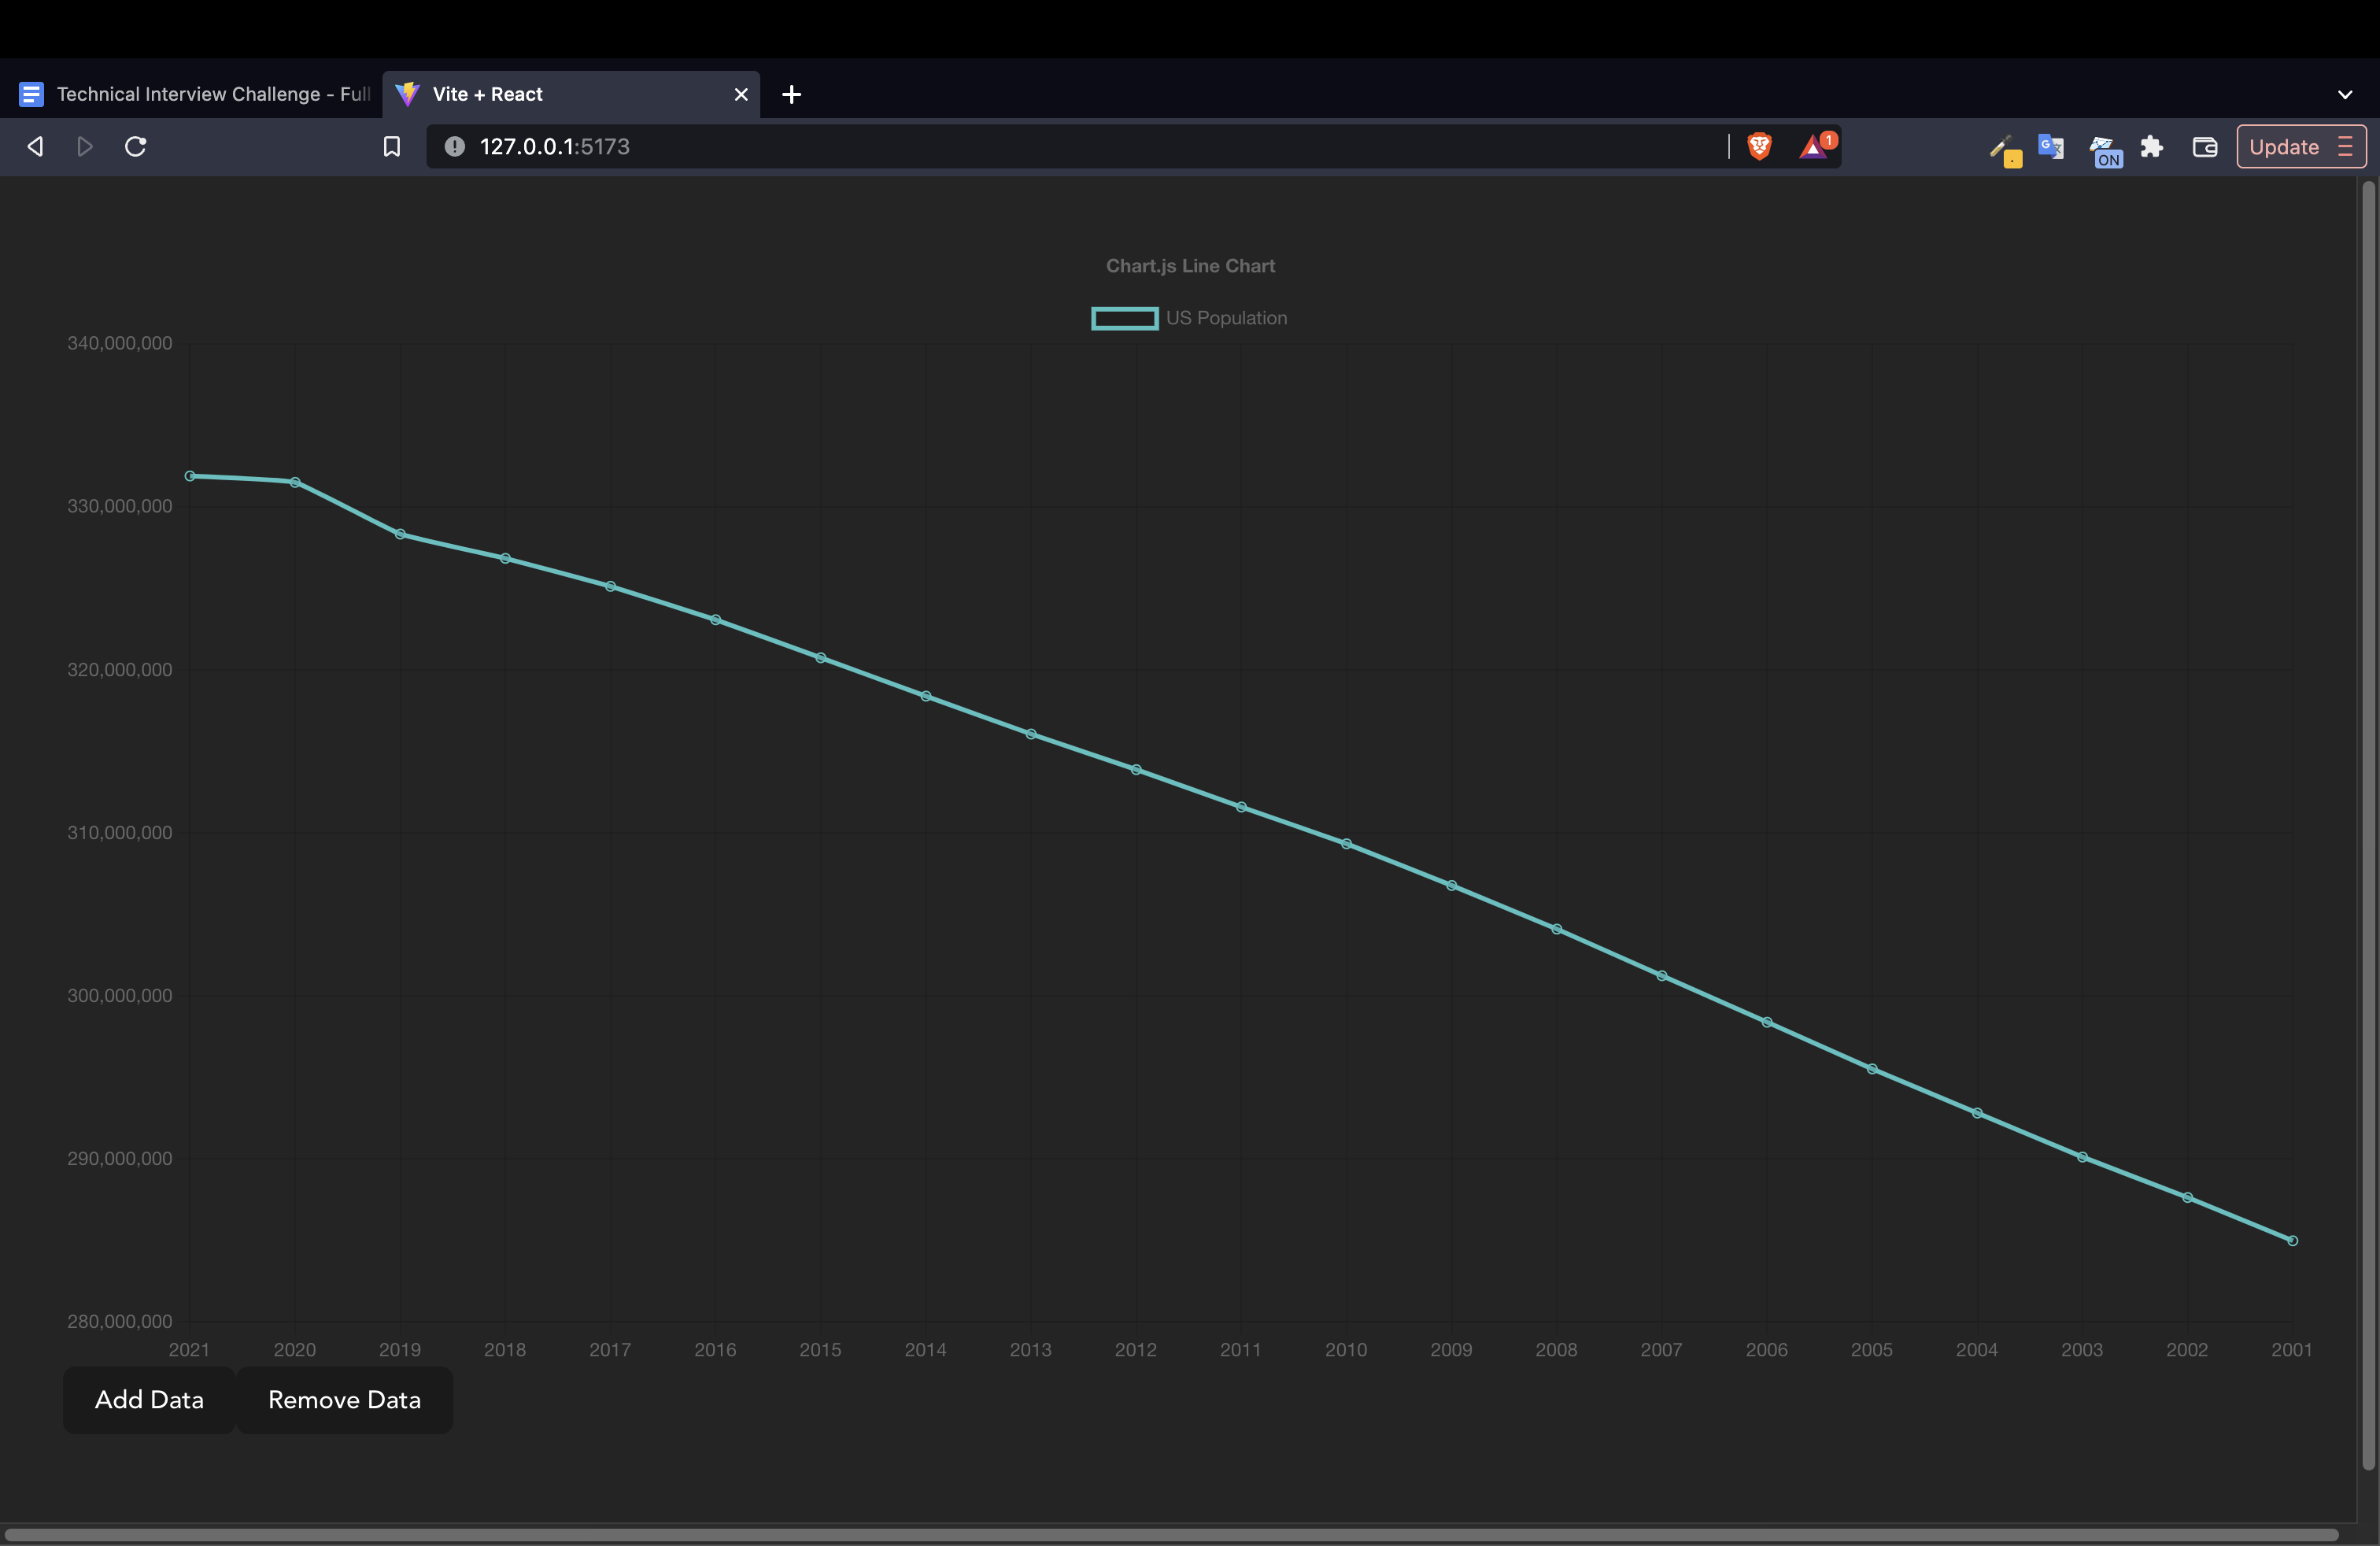 Technical Interview Challenge - Full
Vite + React
127.0.0.1:5173
1
ON
Update
Chart.js Line Chart
US Population
340,000,000
330,000,000
320,000,000
310,000,000
300,000,000
290,000,000
280,000,000
2021 2020 2019 2018 2017 2016 2015 2014 2013 2012 2011 2010 2009 2008 2007 2006 2005 2004 2003 2002 2001
Add Data Remove Data